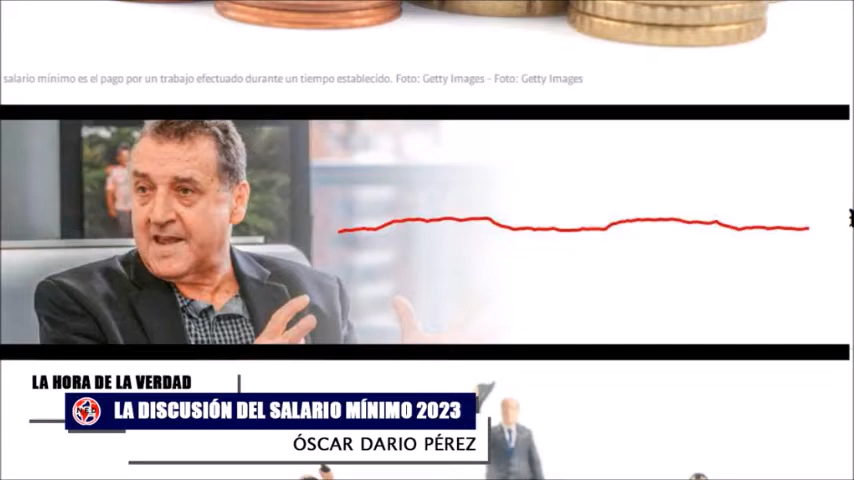 salario mínimo es el pago por un trabajo efectuado durante un tiempo establecido. Foto: Getty Images - Foto: Getty Images
LA HORA DE LA VERDAD
LA DISCUSIÓN DEL SALARIO MÍNIMO 2023
ÓSCAR DARIO PÉREZ